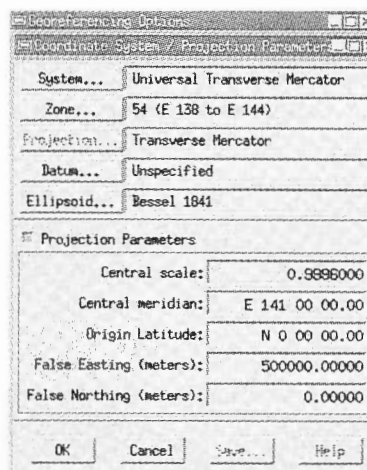 Georeferencing Options
Coordinate System / Projection Parameters
System... Universal Transverse Mercator
Zone... 54 (E 138 to E 144)
Projection... Transverse Mercator
Datum... Unspecified
Ellipsoid... Bessel 1841
Projection Parameters
Central scale: 0.9996000
Central meridian: E 141 00 00.00
Origin Latitude: N 0 00 00.00
False Easting (meters): 500000.00000
False Northing (meters): 0.00000
OK Cancel Save... Help